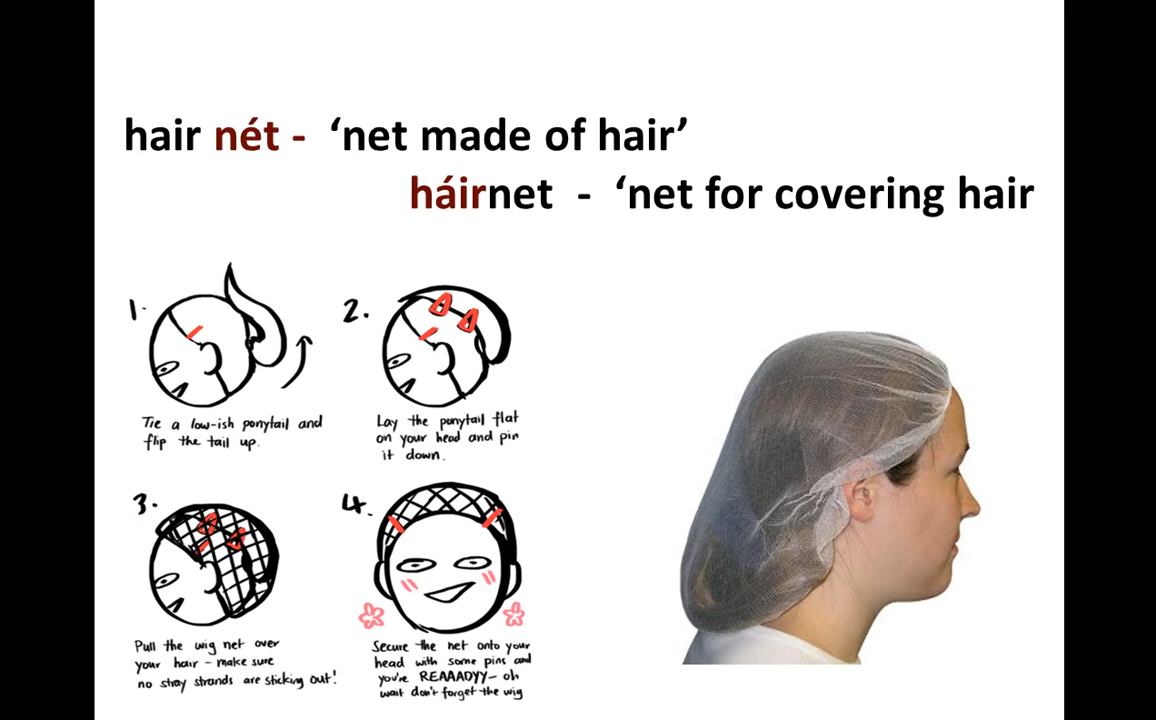 hair nét - ‘net made of hair’
háirnet - ‘net for covering hair
1.
Tie a low-ish ponytail and
flip the tail up.
2.
Lay the ponytail flat
on your head and pin
it down.
3.
Pull the wig net over
your hair - make sure
no stray strands are sticking out!
4.
Secure the net onto your
head with some pins and
you're REAAADYY- oh
wait don't forget the wig